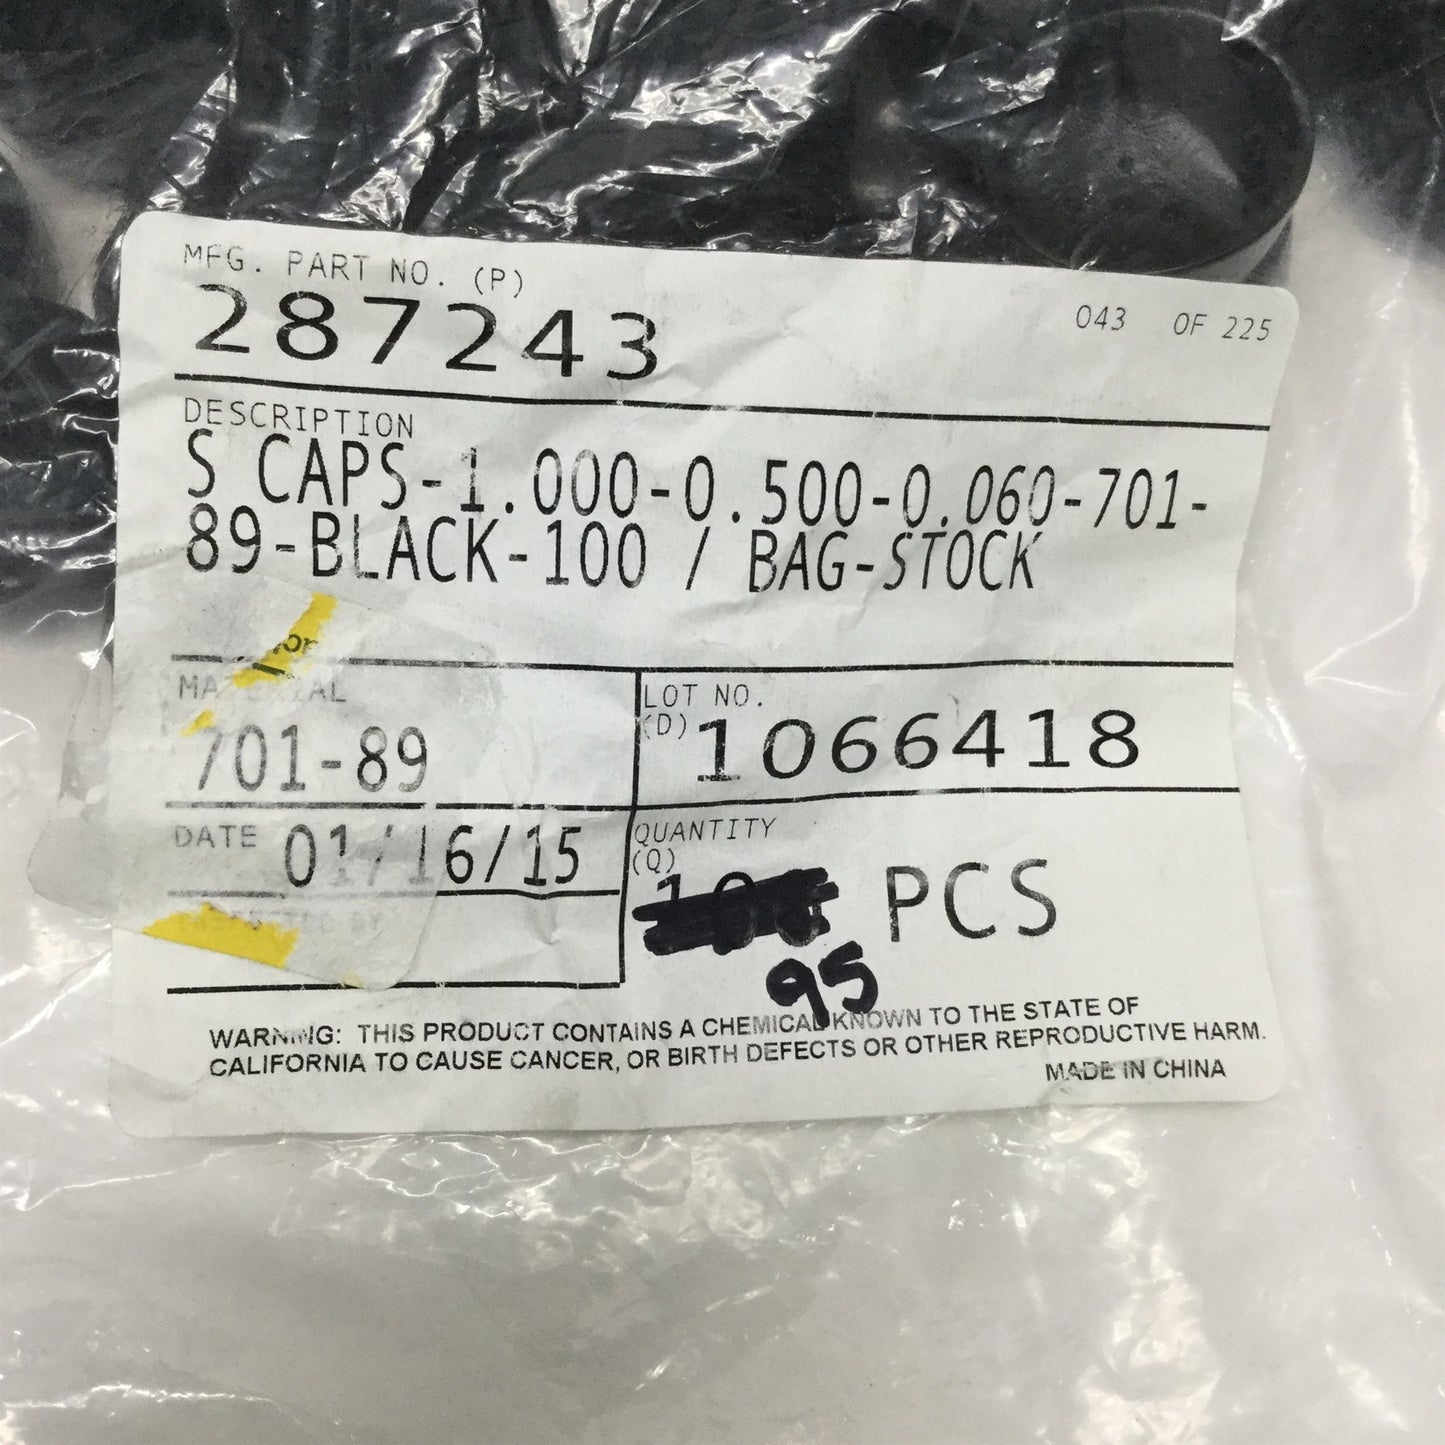 MFG. PART NO. (P)
287243
043 OF 225
DESCRIPTION
S CAPS-1.000-0.500-0.060-701-
89-BLACK-100 / BAG-STOCK
MATERIAL
701-89
LOT NO.
(D) 1066418
DATE 01/16/15
QUANTITY
(Q)
PCS
95
INSPECTED BY
WARNING: THIS PRODUCT CONTAINS A CHEMICAL KNOWN TO THE STATE OF
CALIFORNIA TO CAUSE CANCER, OR BIRTH DEFECTS OR OTHER REPRODUCTIVE HARM.
MADE IN CHINA